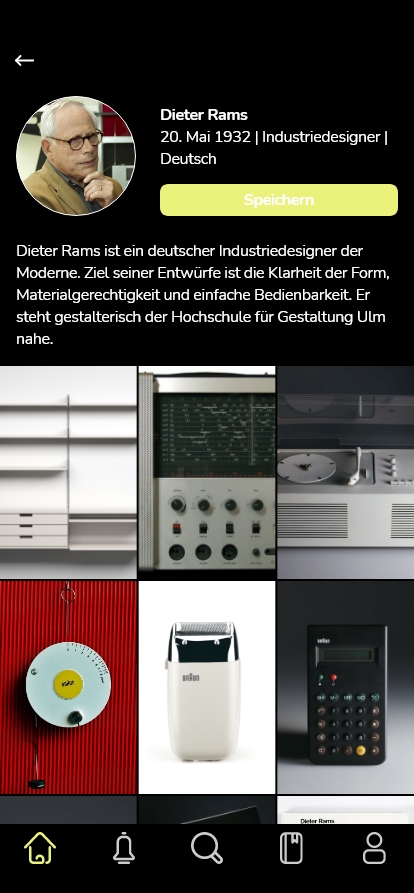 Dieter Rams
20. Mai 1932 | Industriedesigner |
Deutsch
Speichern
Dieter Rams ist ein deutscher Industriedesigner der
Moderne. Ziel seiner Entwürfe ist die Klarheit der Form,
Materialgerechtigkeit und einfache Bedienbarkeit. Er
steht gestalterisch der Hochschule für Gestaltung Ulm
nahe.
BRAUN
BRAUN
BRAUN
Dieter Rams